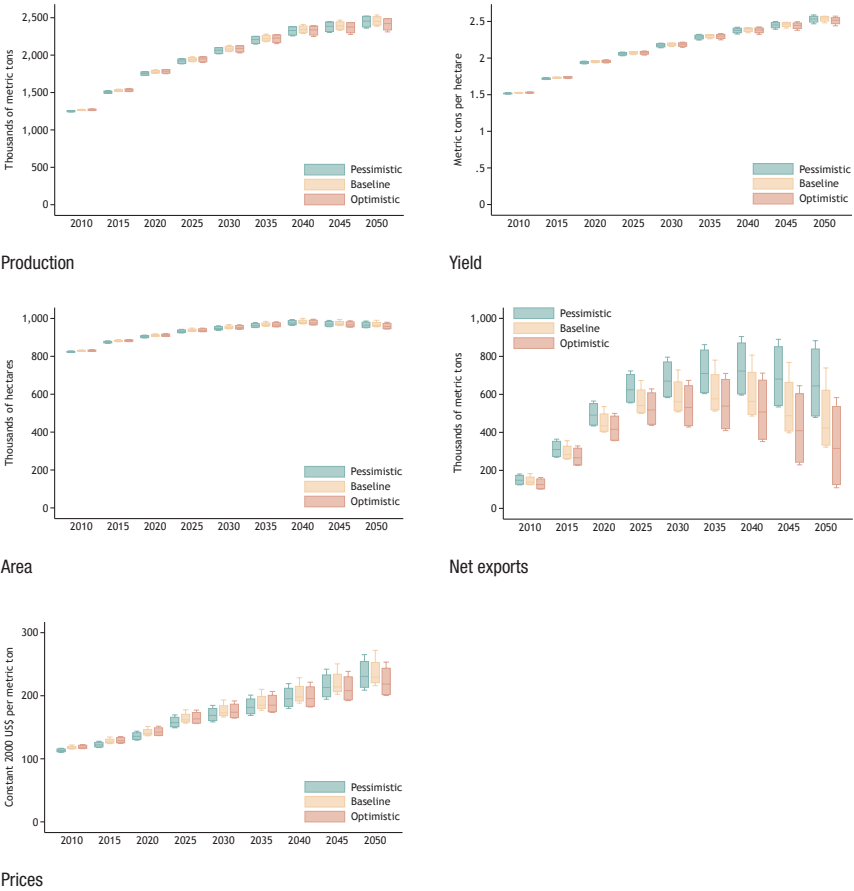 Thousands of metric tons
2,500
2,000
1,500
1,000
500
0
Pessimistic
Baseline
Optimistic
2010 2015 2020 2025 2030 2035 2040 2045 2050
Production
Metric tons per hectare
2.5
2
1.5
1
.5
0
Pessimistic
Baseline
Optimistic
2010 2015 2020 2025 2030 2035 2040 2045 2050
Yield
Thousands of hectares
1,000
800
600
400
200
0
Pessimistic
Baseline
Optimistic
2010 2015 2020 2025 2030 2035 2040 2045 2050
Area
Thousands of metric tons
1,000
800
600
400
200
0
Pessimistic
Baseline
Optimistic
2010 2015 2020 2025 2030 2035 2040 2045 2050
Net exports
Constant 2000 US$ per metric ton
300
200
100
0
Pessimistic
Baseline
Optimistic
2010 2015 2020 2025 2030 2035 2040 2045 2050
Prices